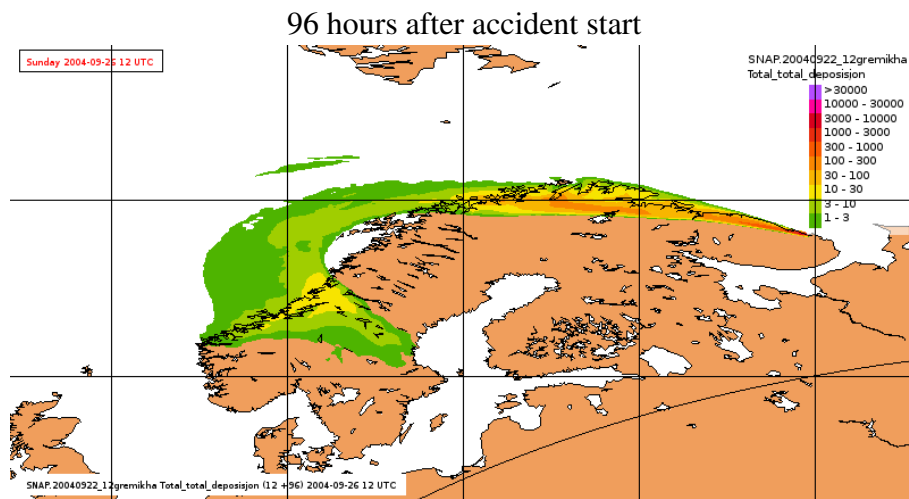 96 hours after accident start
Sunday 2004-09-26 12 UTC
SNAP.20040922_12gremikha
Total_total_deposisjon
>30000
10000 - 30000
3000 - 10000
1000 - 3000
300 - 1000
100 - 300
30 - 100
10 - 30
3 - 10
1 - 3
SNAP.20040922_12gremikha Total_total_deposisjon (12 +96) 2004-09-26 12 UTC